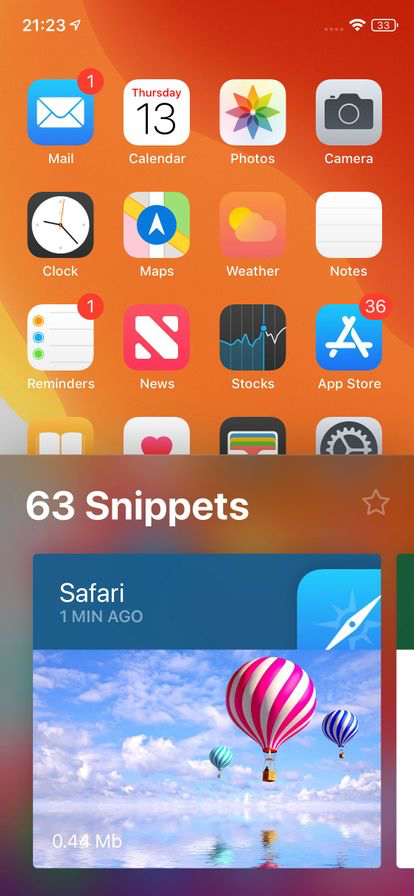 21:23
33
1
Thursday
13
Mail
Calendar
Photos
Camera
Clock
Maps
Weather
Notes
1
36
Reminders
News
Stocks
App Store
63 Snippets
Safari
1 MIN AGO
0.44 Mb